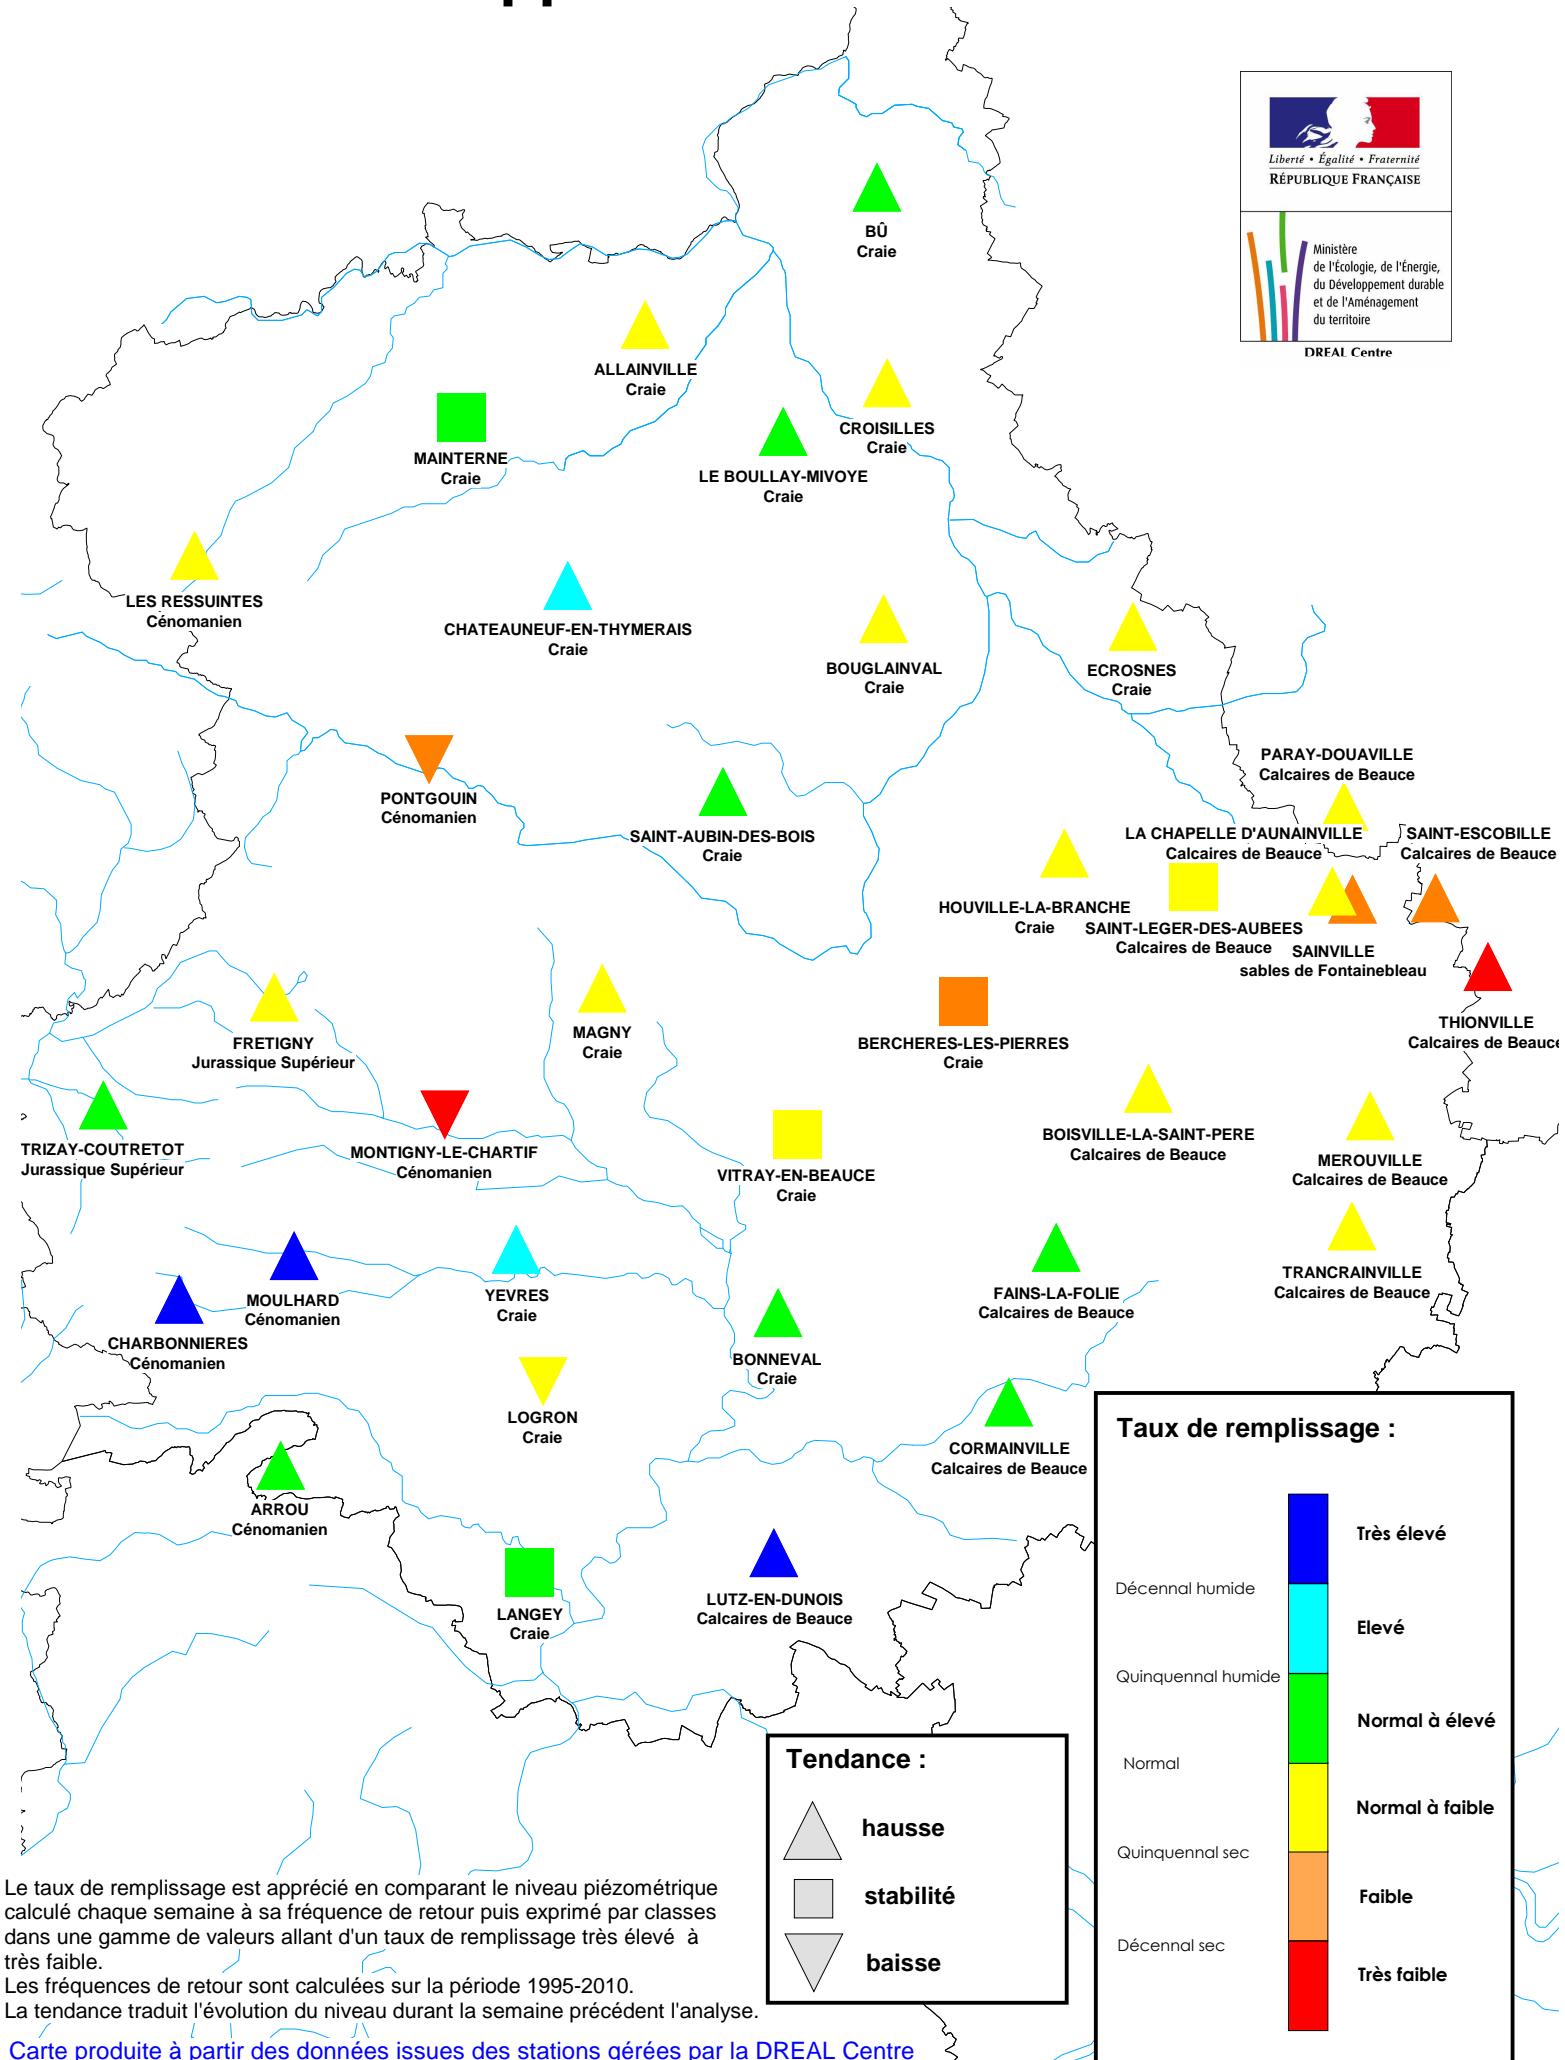 Liberté • Égalité • Fraternité
RÉPUBLIQUE FRANÇAISE
Ministère
de l'Écologie, de l'Énergie,
du Développement durable
et de l'Aménagement
du territoire
DREAL Centre
BÛ
Craie
ALLAINVILLE
Craie
CROISILLES
Craie
MAINTERNE
Craie
LE BOULLAY-MIVOYE
Craie
LES RESSUINTES
Cénomanien
CHATEAUNEUF-EN-THYMERAIS
Craie
BOUGLAINVAL
Craie
ECROSNES
Craie
PARAY-DOUAVILLE
Calcaires de Beauce
PONTGOUIN
Cénomanien
SAINT-AUBIN-DES-BOIS
Craie
LA CHAPELLE D'AUNAINVILLE
Calcaires de Beauce
SAINT-ESCOBILLE
Calcaires de Beauce
HOUVILLE-LA-BRANCHE
Craie
SAINT-LEGER-DES-AUBEES
Calcaires de Beauce
SAINVILLE
sables de Fontainebleau
FRETIGNY
Jurassique Supérieur
MAGNY
Craie
BERCHERES-LES-PIERRES
Craie
THIONVILLE
Calcaires de Beauce
TRIZAY-COUTRETOT
Jurassique Supérieur
MONTIGNY-LE-CHARTIF
Cénomanien
VITRAY-EN-BEAUCE
Craie
BOISVILLE-LA-SAINT-PERE
Calcaires de Beauce
MEROUVILLE
Calcaires de Beauce
TRANCRAINVILLE
Calcaires de Beauce
MOULHARD
Cénomanien
YEVRES
Craie
FAINS-LA-FOLIE
Calcaires de Beauce
CHARBONNIERES
Cénomanien
BONNEVAL
Craie
LOGRON
Craie
CORMAINVILLE
Calcaires de Beauce
ARROU
Cénomanien
LANGEY
Craie
LUTZ-EN-DUNOIS
Calcaires de Beauce
Taux de remplissage :
Très élevé
Décennal humide
Elevé
Quinquennal humide
Normal à élevé
Normal
Normal à faible
Quinquennal sec
Faible
Décennal sec
Très faible
Tendance :
hausse
stabilité
baisse
Le taux de remplissage est apprécié en comparant le niveau piézométrique
calculé chaque semaine à sa fréquence de retour puis exprimé par classes
dans une gamme de valeurs allant d'un taux de remplissage très élevé à
très faible.
Les fréquences de retour sont calculées sur la période 1995-2010.
La tendance traduit l'évolution du niveau durant la semaine précédent l'analyse.
Carte produite à partir des données issues des stations gérées par la DREAL Centre